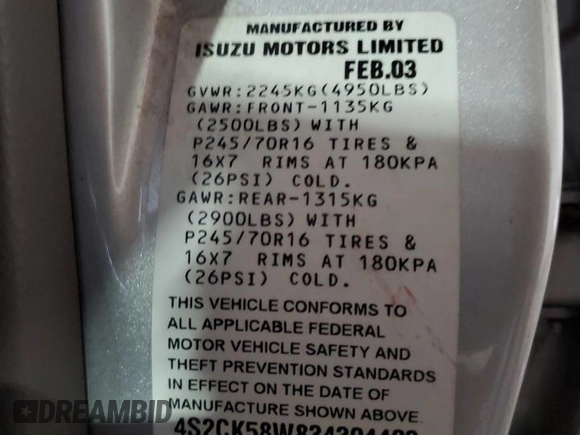 MANUFACTURED BY
ISUZU MOTORS LIMITED
FEB.03
GVWR:2245KG(4950LBS)
GAWR:FRONT-1135KG
(2500LBS) WITH
P245/70R16 TIRES &
16X7 RIMS AT 180KPA
(26PSI) COLD.
GAWR:REAR-1315KG
(2900LBS) WITH
P245/70R16 TIRES &
16X7 RIMS AT 180KPA
(26PSI) COLD.
THIS VEHICLE CONFORMS TO
ALL APPLICABLE FEDERAL
MOTOR VEHICLE SAFETY AND
THEFT PREVENTION STANDARDS
IN EFFECT ON THE DATE OF
MANUFACTURE SHOWN ABOVE
DREAMBID